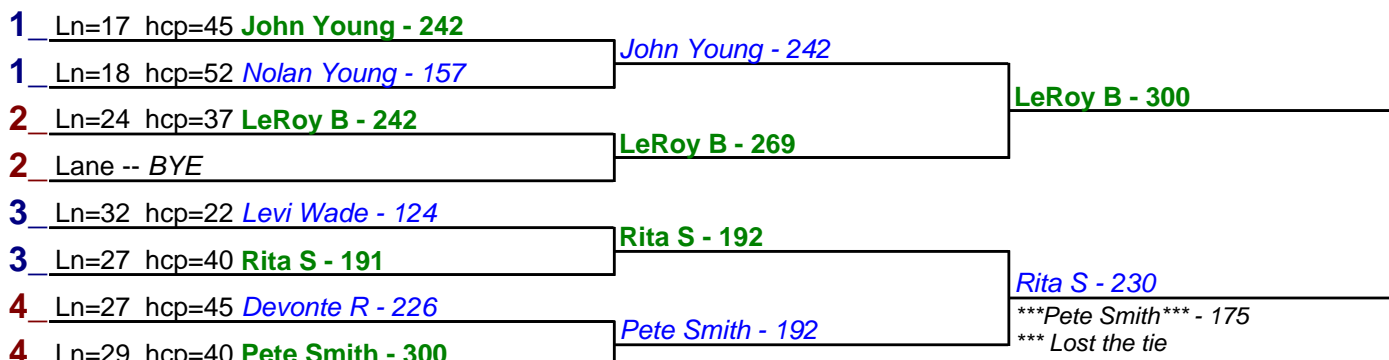 1_ Ln=17 hcp=45 John Young - 242
John Young - 242
1_ Ln=18 hcp=52 Nolan Young - 157
LeRoy B - 300
2_ Ln=24 hcp=37 LeRoy B - 242
LeRoy B - 269
2_ Lane -- BYE
3_ Ln=32 hcp=22 Levi Wade - 124
Rita S - 192
3_ Ln=27 hcp=40 Rita S - 191
Rita S - 230
4_ Ln=27 hcp=45 Devonte R - 226
***Pete Smith*** - 175
Pete Smith - 192
*** Lost the tie
4 Ln=29 hcp=40 Pete Smith - 300